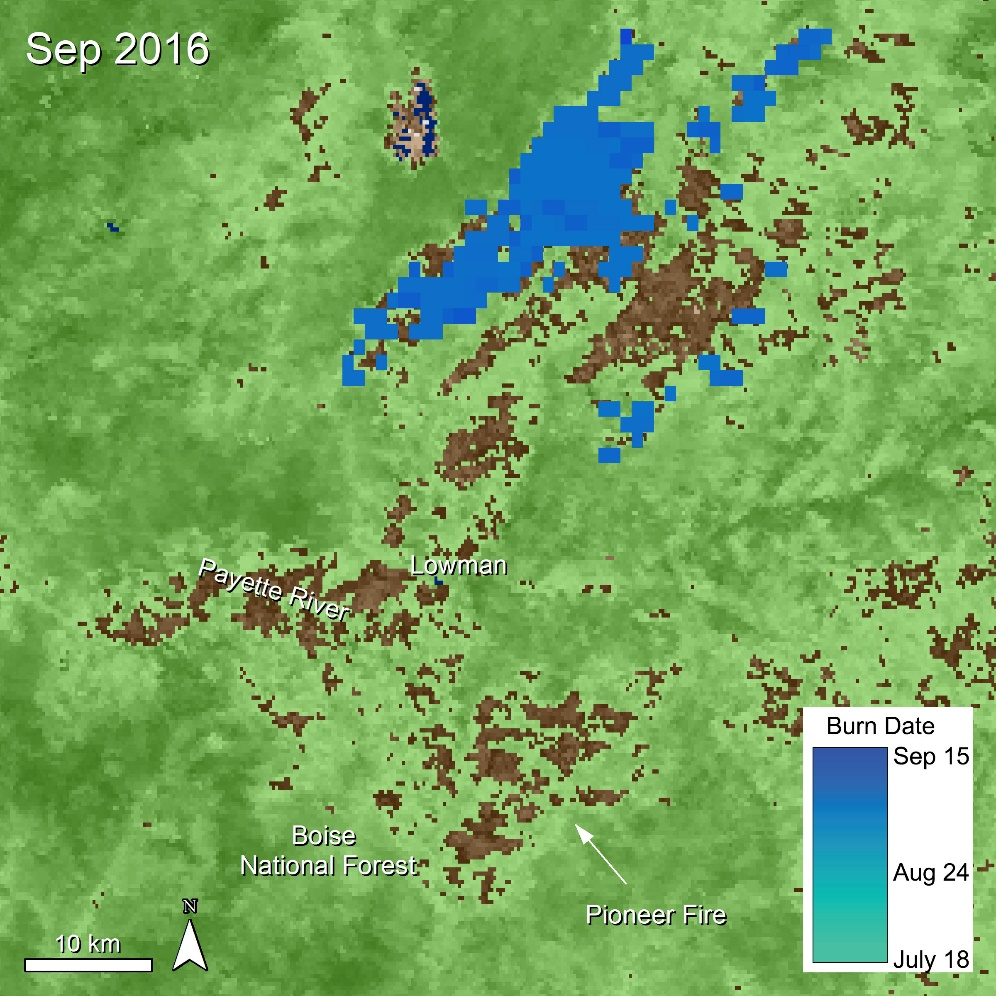 Sep 2016
Lowman
Payette River
Burn Date
Sep 15
Aug 24
July 18
Boise
National Forest
Pioneer Fire
N
10 km